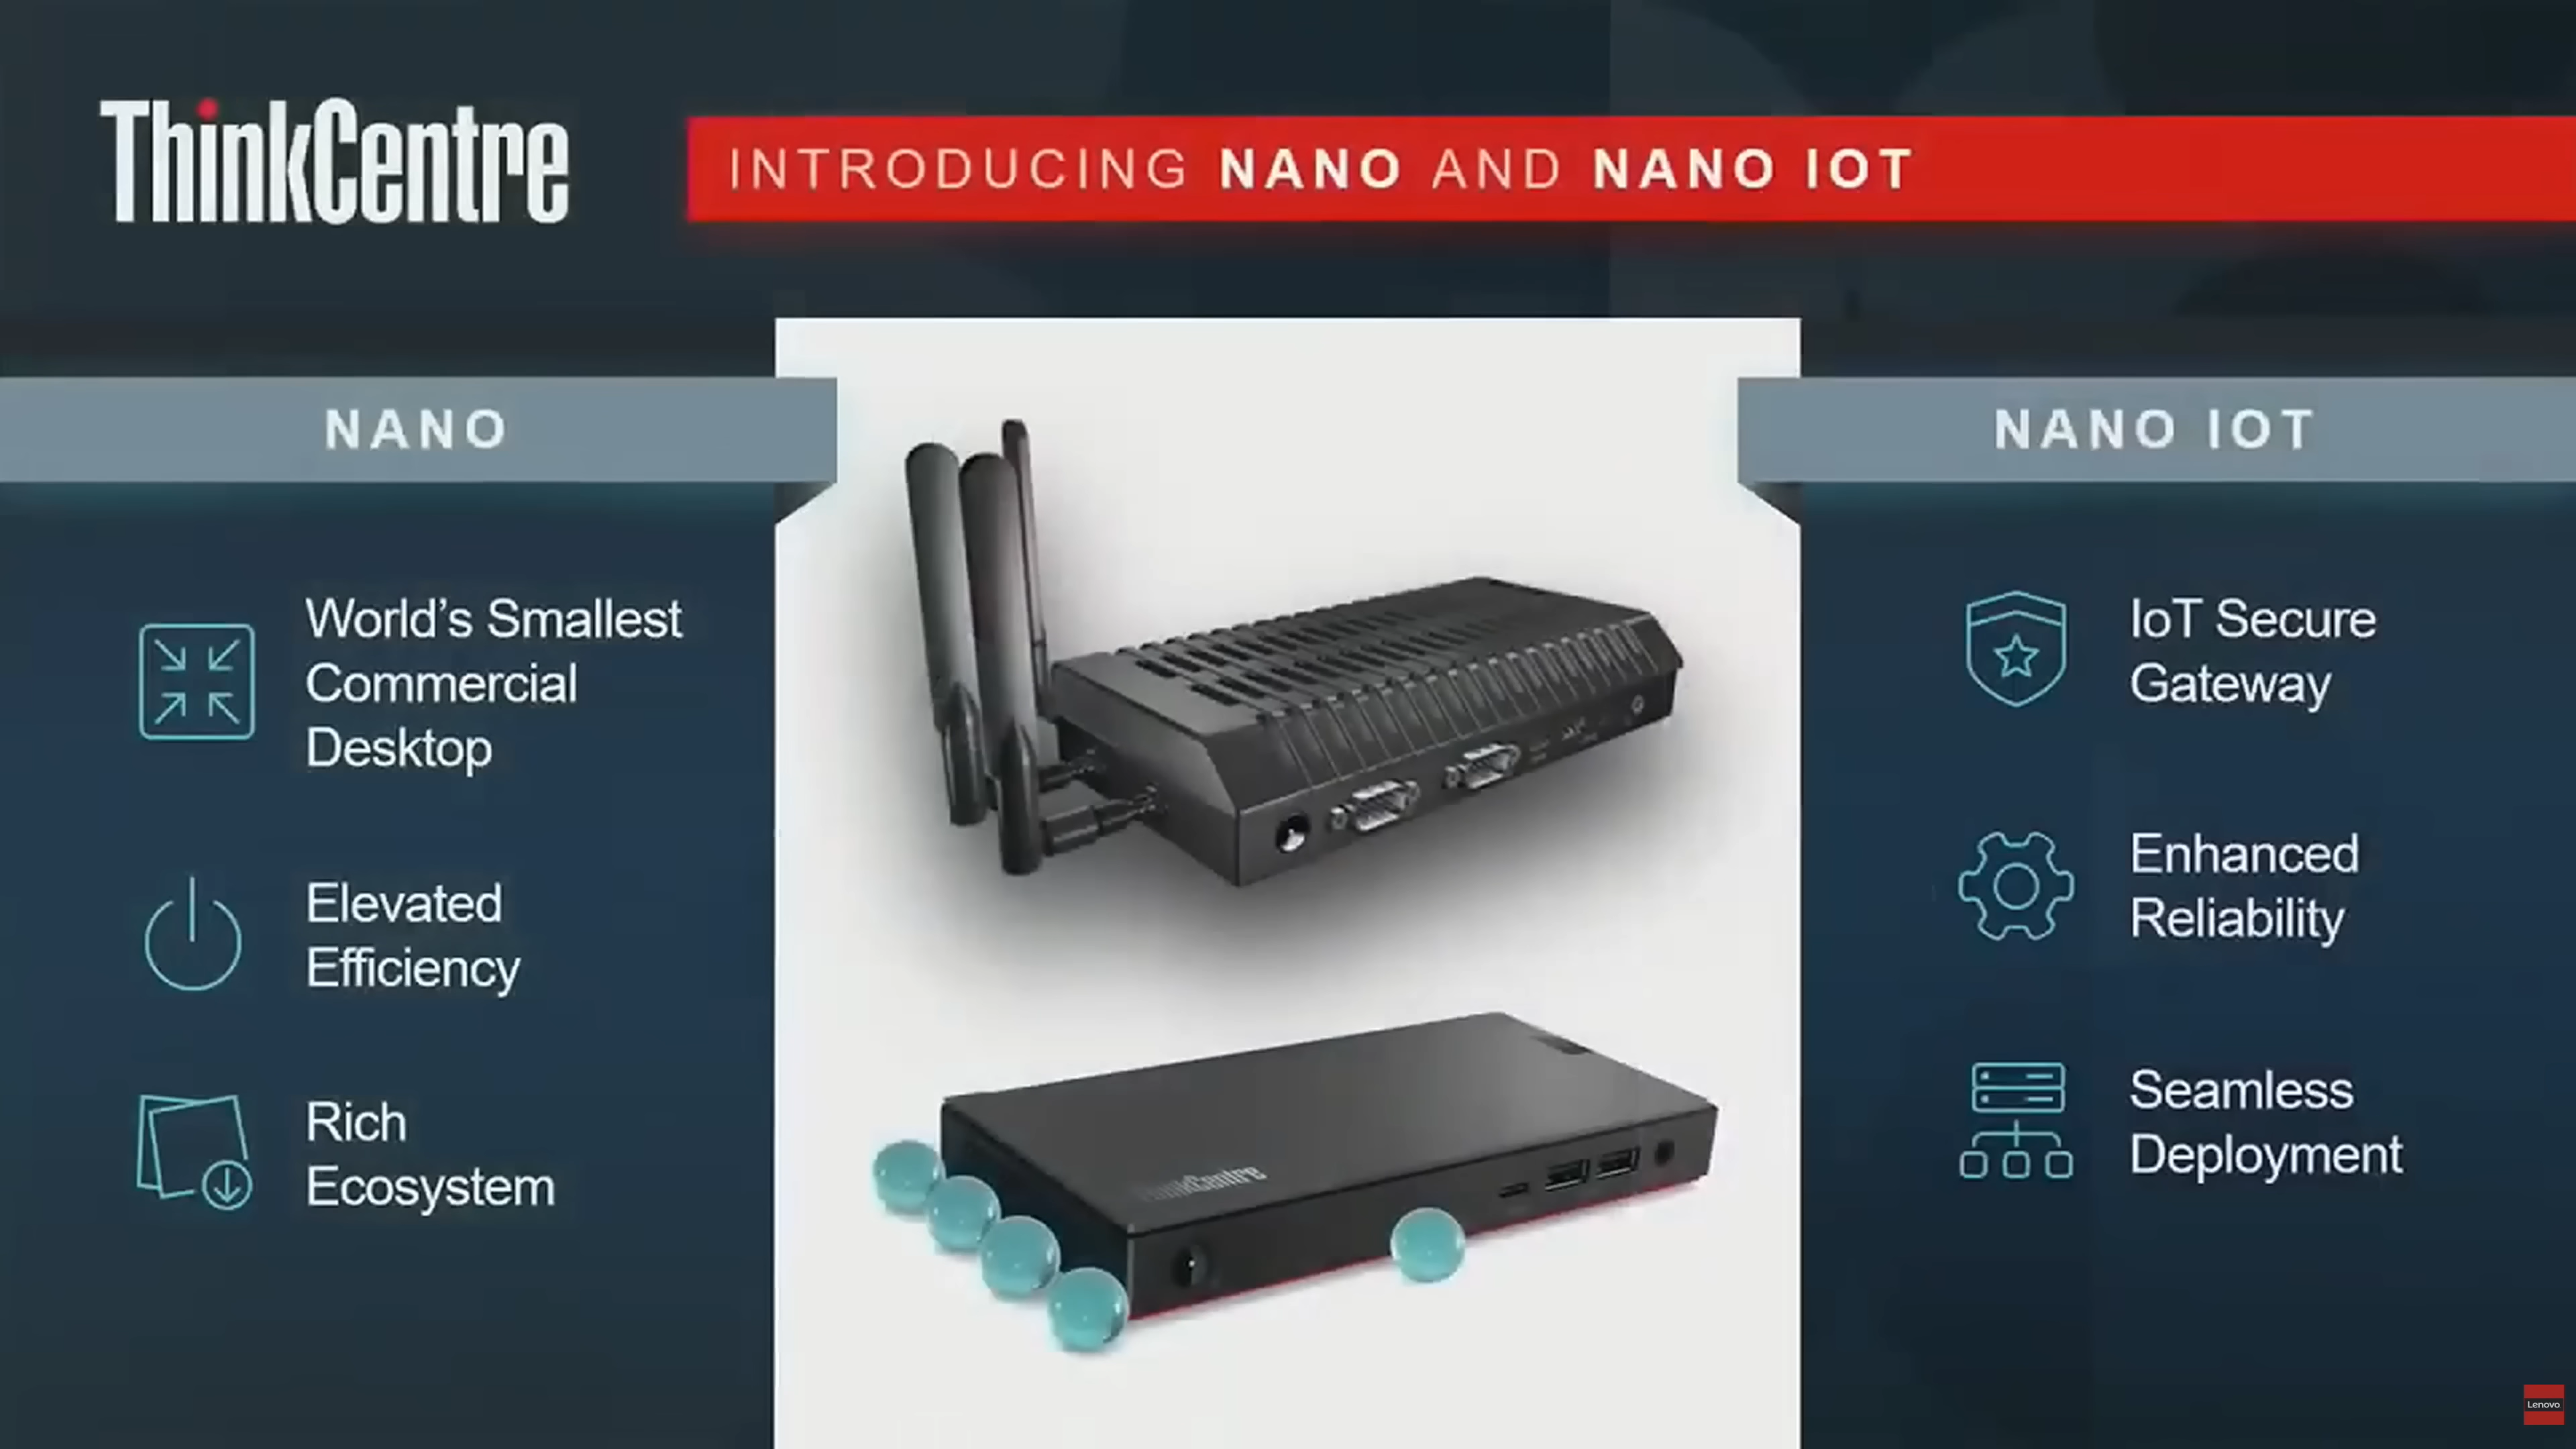 ThinkCentre
INTRODUCING NANO AND NANO IOT
NANO
World's Smallest
Commercial
Desktop
Elevated
Efficiency
Rich
Ecosystem
ThinkCentre
NANO IOT
IoT Secure
Gateway
Enhanced
Reliability
Seamless
Deployment
Lenovo